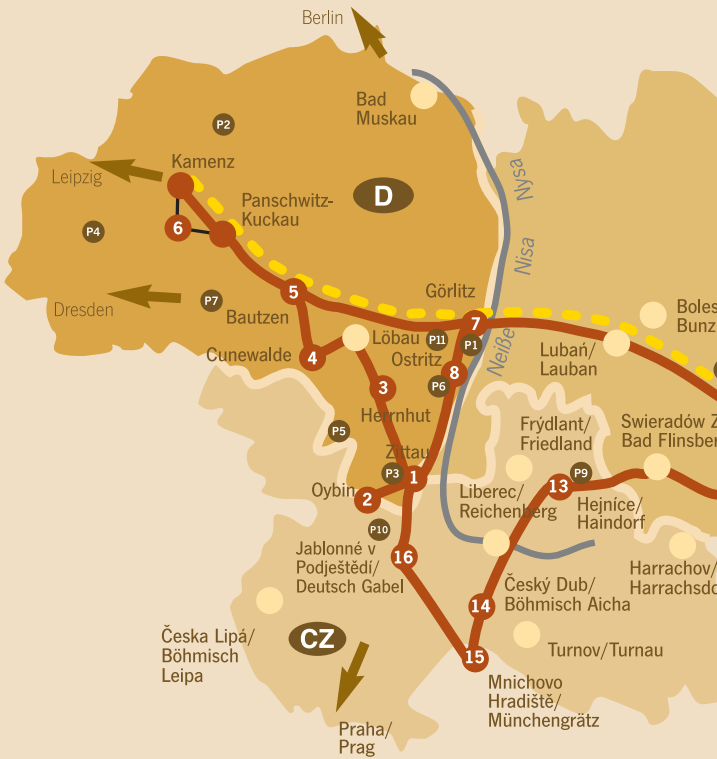 Berlin
Bad
Muskau
P2
Kamenz
Leipzig
Nysa
D
Panschwitz-
Kuckau
6
P4
Nisa
5
Görlitz
P7
Dresden
Bautzen
7
Boles
Bunz
Löbau
P11
P1
Neiße
Cunewalde
4
Ostritz
Lubań/
Lauban
8
3
P6
Herrnhut
Frýdlant/
Friedland
Swieradów Z
Bad Flinsber
P5
Zittau
P3
1
P9
Oybin
2
Liberec/
Reichenberg
13
Hejníce/
Haindorf
P10
Jablonné v
Podještědí/
Deutsch Gabel
16
Harrachov/
Harrachsdo
Český Dub/
Böhmisch Aicha
14
Česka Lipá/
Böhmisch
Leipa
CZ
Turnov/Turnau
15
Mnichovo
Hradiště/
Münchengrätz
Praha/
Prag